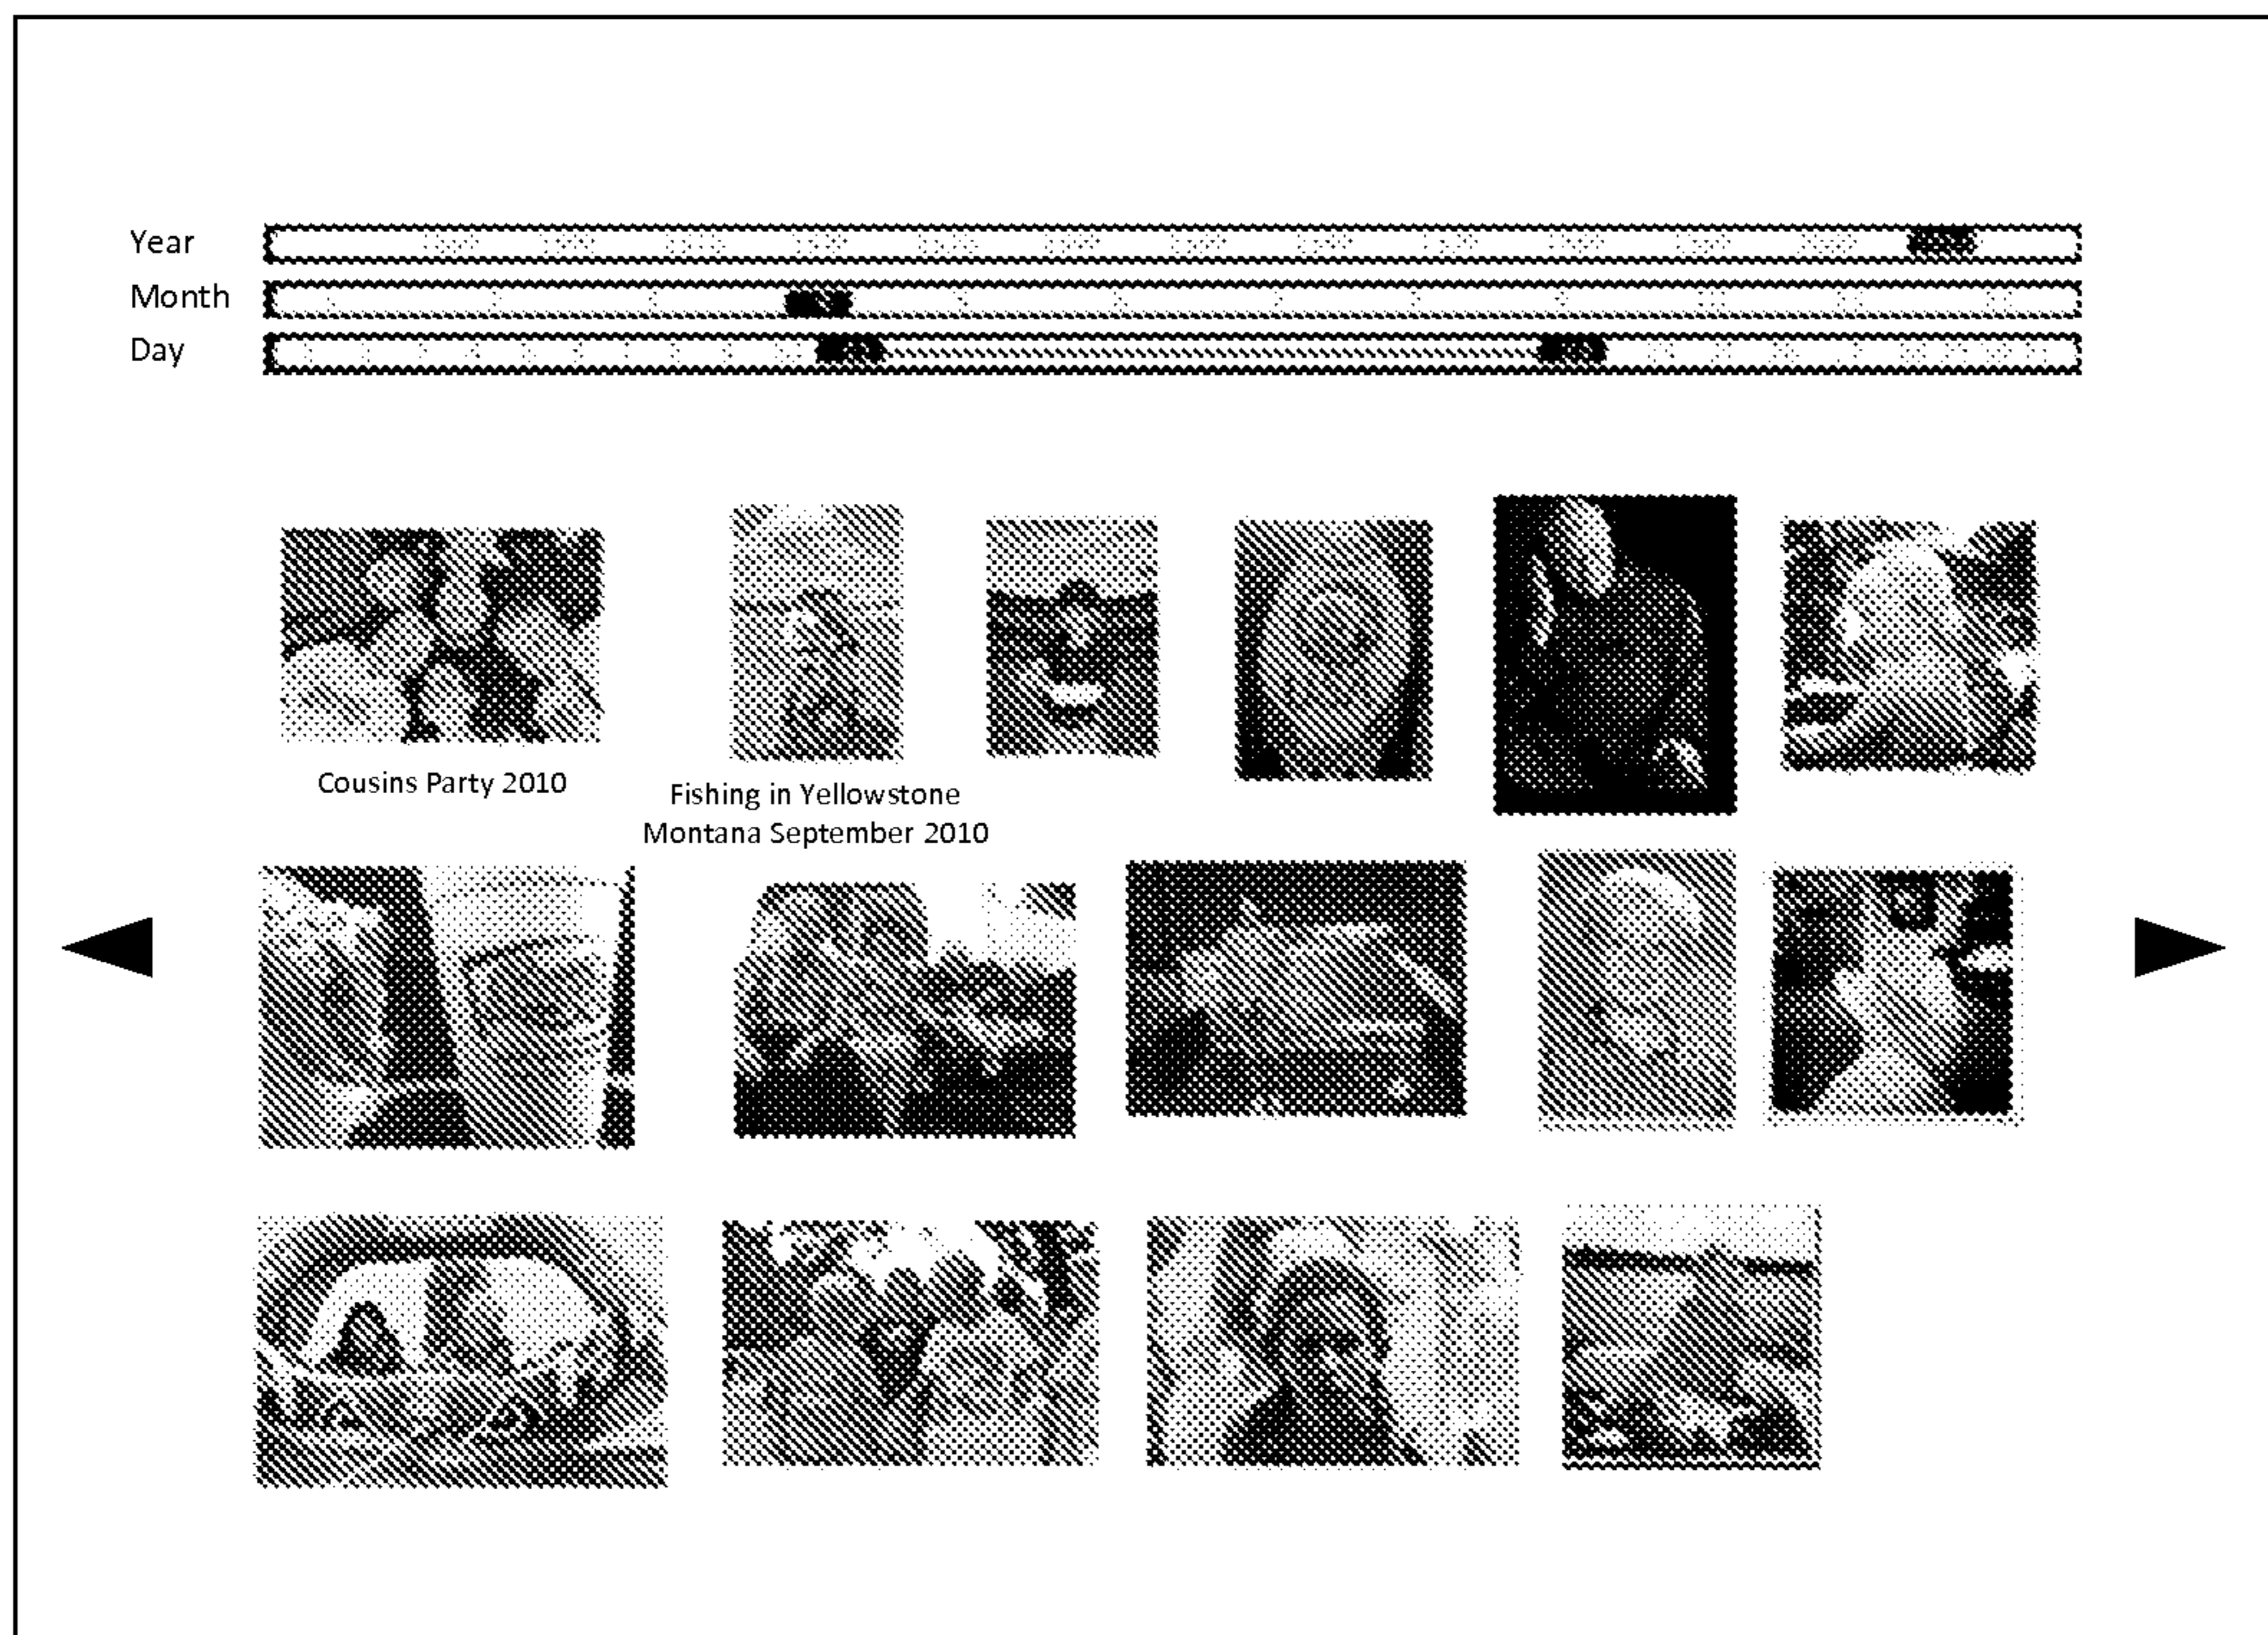 Year
Month
Day
Cousins Party 2010
Fishing in Yellowstone
Montana September 2010